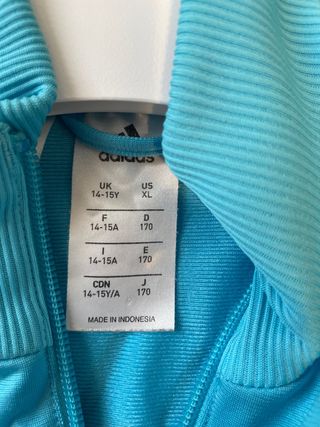 adidas
UK US
14-15Y XL
F D
14-15A 170
I E
14-15A 170
CDN J
14-15Y/A 170
MADE IN INDONESIA